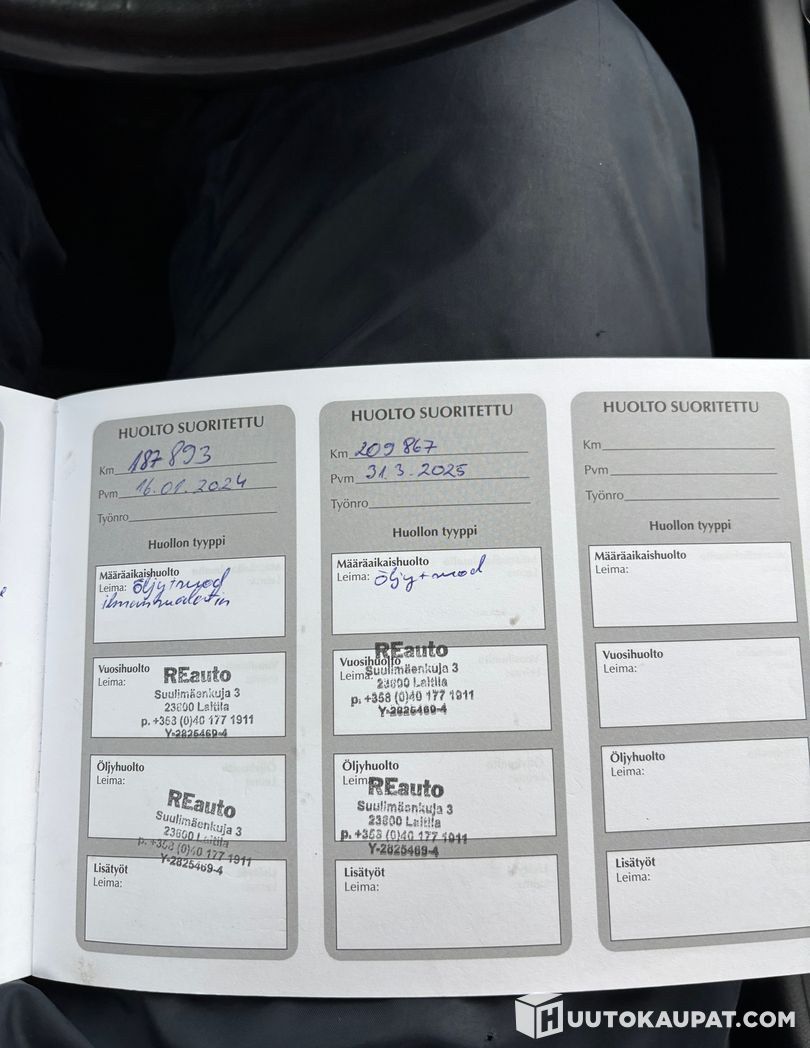 HUOLTO SUORITETTU
Km 187 893
Pvm 16.01.2024
Työnro
Huollon tyyppi
Määräaikaishuolto
Leima: Öljy+suod
ilmansuodatin
Vuosihuolto
Leima:
REauto
Suulimäenkuja 3
23800 Laitila
p. +358 (0)40 177 1911
Y-2825469-4
Öljyhuolto
Leima:
REauto
Suulimäenkuja 3
23800 Laitila
p. +358 (0)40 177 1911
Y-2825469-4
Lisätyöt
Leima:
HUOLTO SUORITETTU
Km 209 867
Pvm 31.3.2025
Työnro
Huollon tyyppi
Määräaikaishuolto
Leima: Öljy+suod
Vuosihuolto
Leima:
REauto
Suulimäenkuja 3
23800 Laitila
p. +358 (0)40 177 1911
Y-2825469-4
Öljyhuolto
Leima:
REauto
Suulimäenkuja 3
23800 Laitila
p. +358 (0)40 177 1911
Y-2825469-4
Lisätyöt
Leima:
HUOLTO SUORITETTU
Km
Pvm
Työnro
Huollon tyyppi
Määräaikaishuolto
Leima:
Vuosihuolto
Leima:
Öljyhuolto
Leima:
Lisätyöt
Leima:
HUUTOKAUPAT.COM